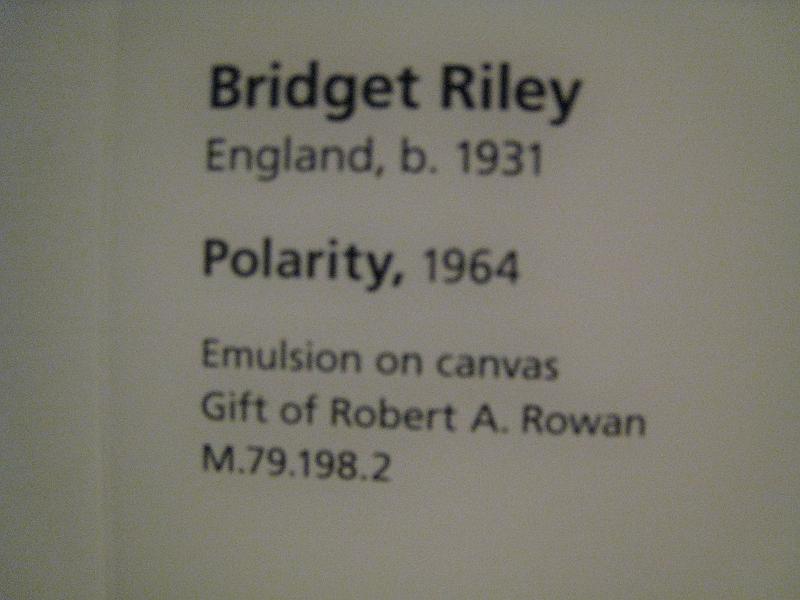 Bridget Riley
England, b. 1931
Polarity, 1964
Emulsion on canvas
Gift of Robert A. Rowan
M.79.198.2